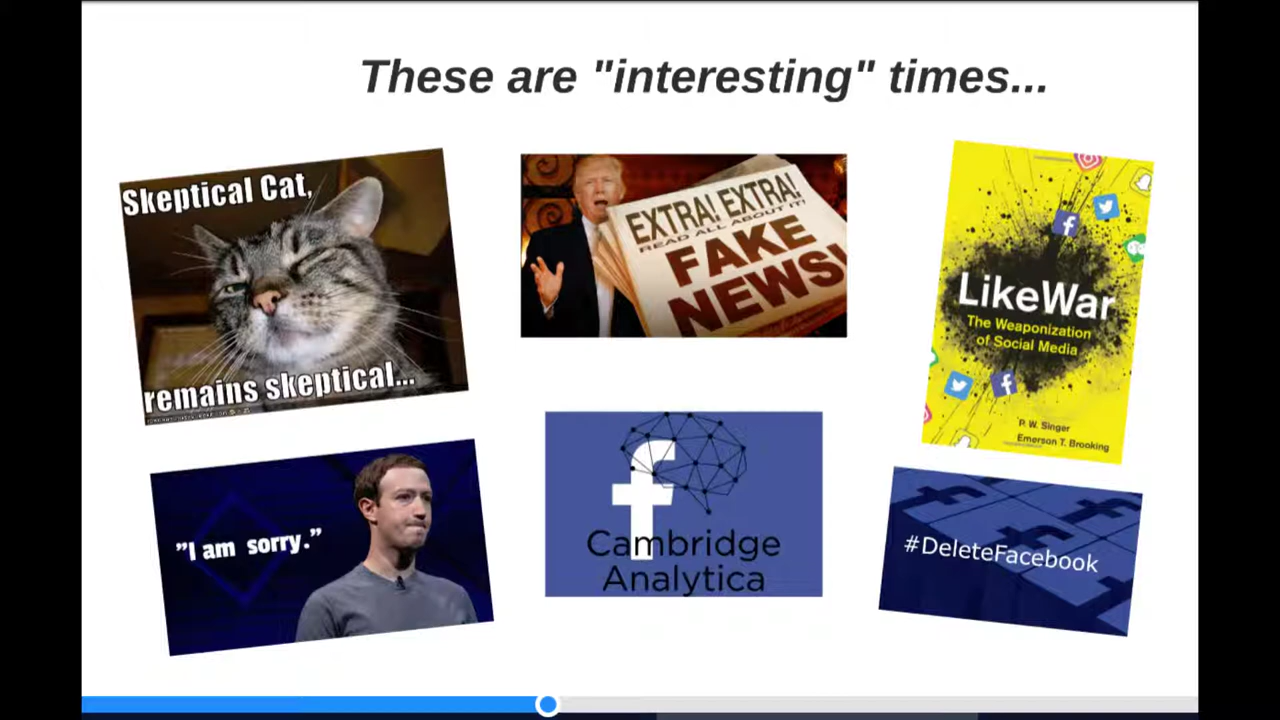 These are "interesting" times...
Skeptical Cat,
remains skeptical...
EXTRA! EXTRA!
READ ALL ABOUT IT!
FAKE
NEWS!
LikeWar
The Weaponization
of Social Media
P. W. Singer
Emerson T. Brooking
"I am sorry."
Cambridge
Analytica
#DeleteFacebook